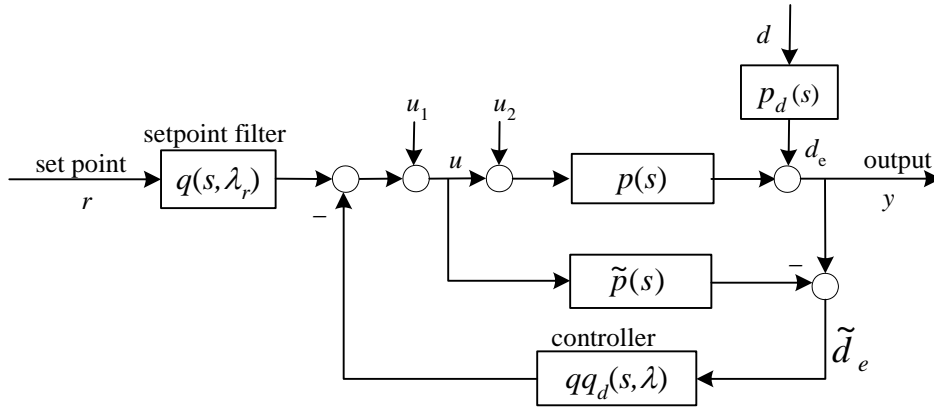 d
p_d(s)
u_1
u_2
setpoint filter
set point
r
q(s,λ_r)
−
u
p(s)
d_e
output
y
p̃(s)
−
controller
qq_d(s,λ)
d̃_e